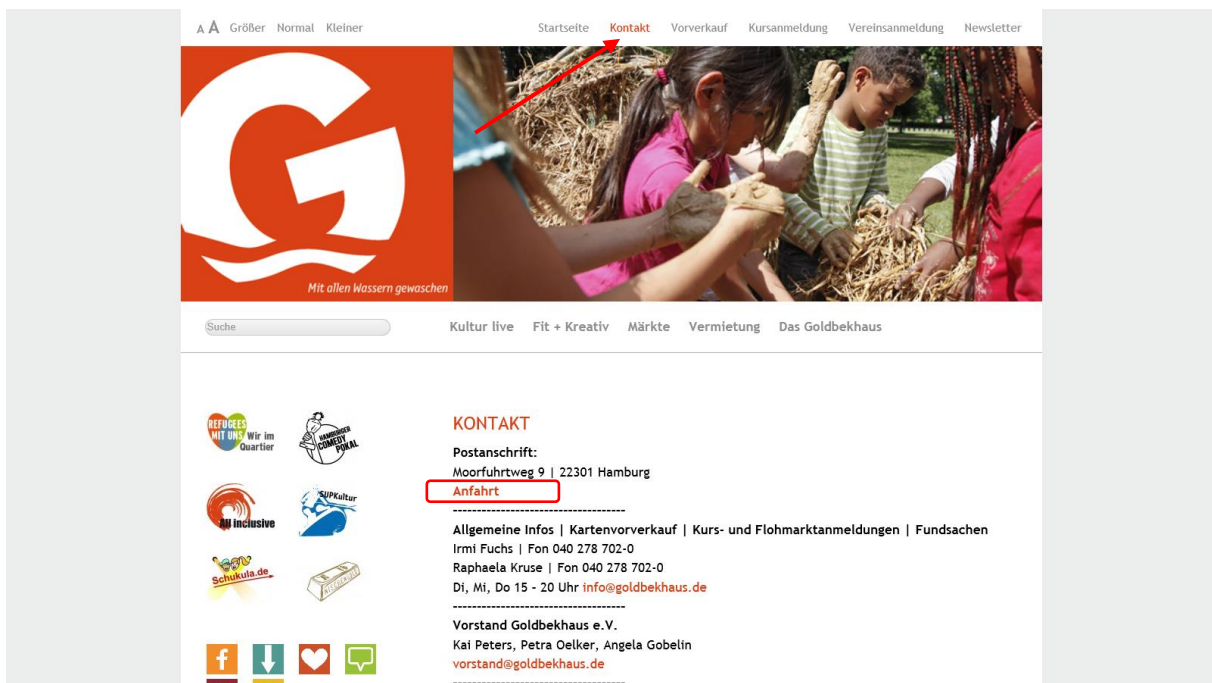 A A Größer Normal Kleiner
Startseite Kontakt Vorverkauf Kursanmeldung Vereinsanmeldung Newsletter
G
Mit allen Wassern gewaschen
Suche
Kultur live Fit + Kreativ Märkte Vermietung Das Goldbekhaus
REFUGEES
MIT UNS Wir im
Quartier
HAMBURGER
COMEDY
POKAL
All inclusive
SUPKultur
Schukula.de
KONTAKT
Postanschrift:
Moorfuhrtweg 9 | 22301 Hamburg
Anfahrt
------------------------------------
Allgemeine Infos | Kartenvorverkauf | Kurs- und Flohmarktanmeldungen | Fundsachen
Irmi Fuchs | Fon 040 278 702-0
Raphaela Kruse | Fon 040 278 702-0
Di, Mi, Do 15 - 20 Uhr info@goldbekhaus.de
------------------------------------
Vorstand Goldbekhaus e.V.
Kai Peters, Petra Oelker, Angela Gobelin
vorstand@goldbekhaus.de
------------------------------------
f